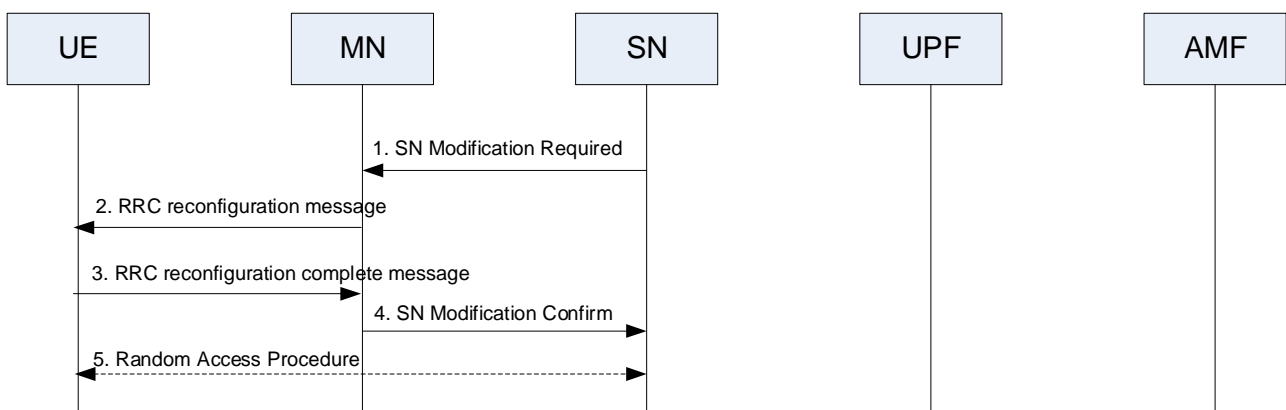 UE
MN
SN
UPF
AMF
1. SN Modification Required
2. RRC reconfiguration message
3. RRC reconfiguration complete message
4. SN Modification Confirm
5. Random Access Procedure